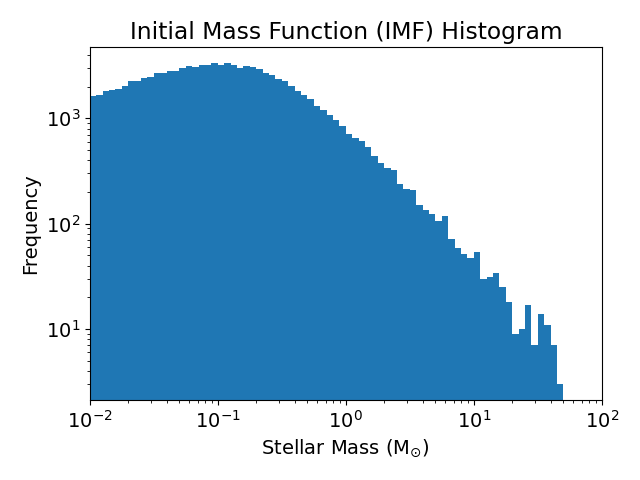 Initial Mass Function (IMF) Histogram
Frequency
10³
10²
10¹
10⁻² 10⁻¹ 10⁰ 10¹ 10²
Stellar Mass (M⊙)